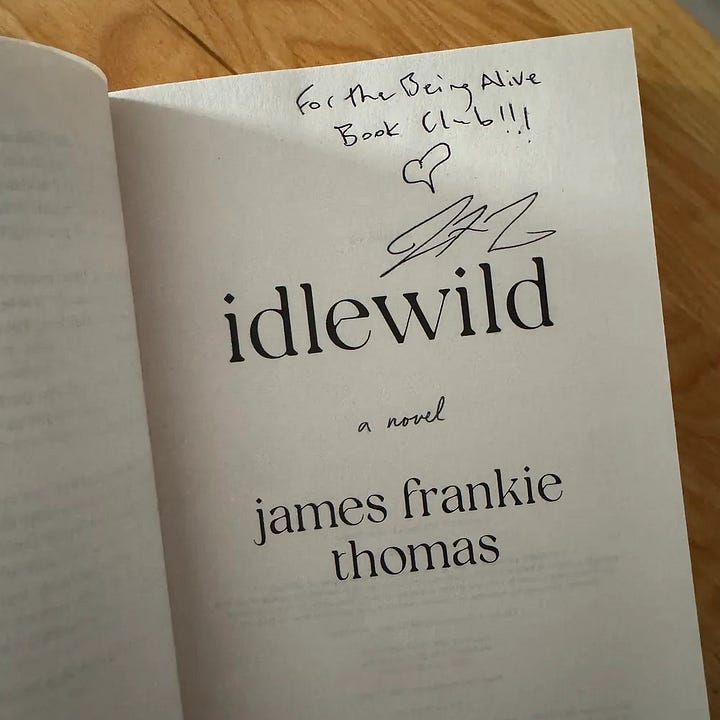 For the Being Alive
Book Club!!!
idlewild
a novel
james frankie
thomas